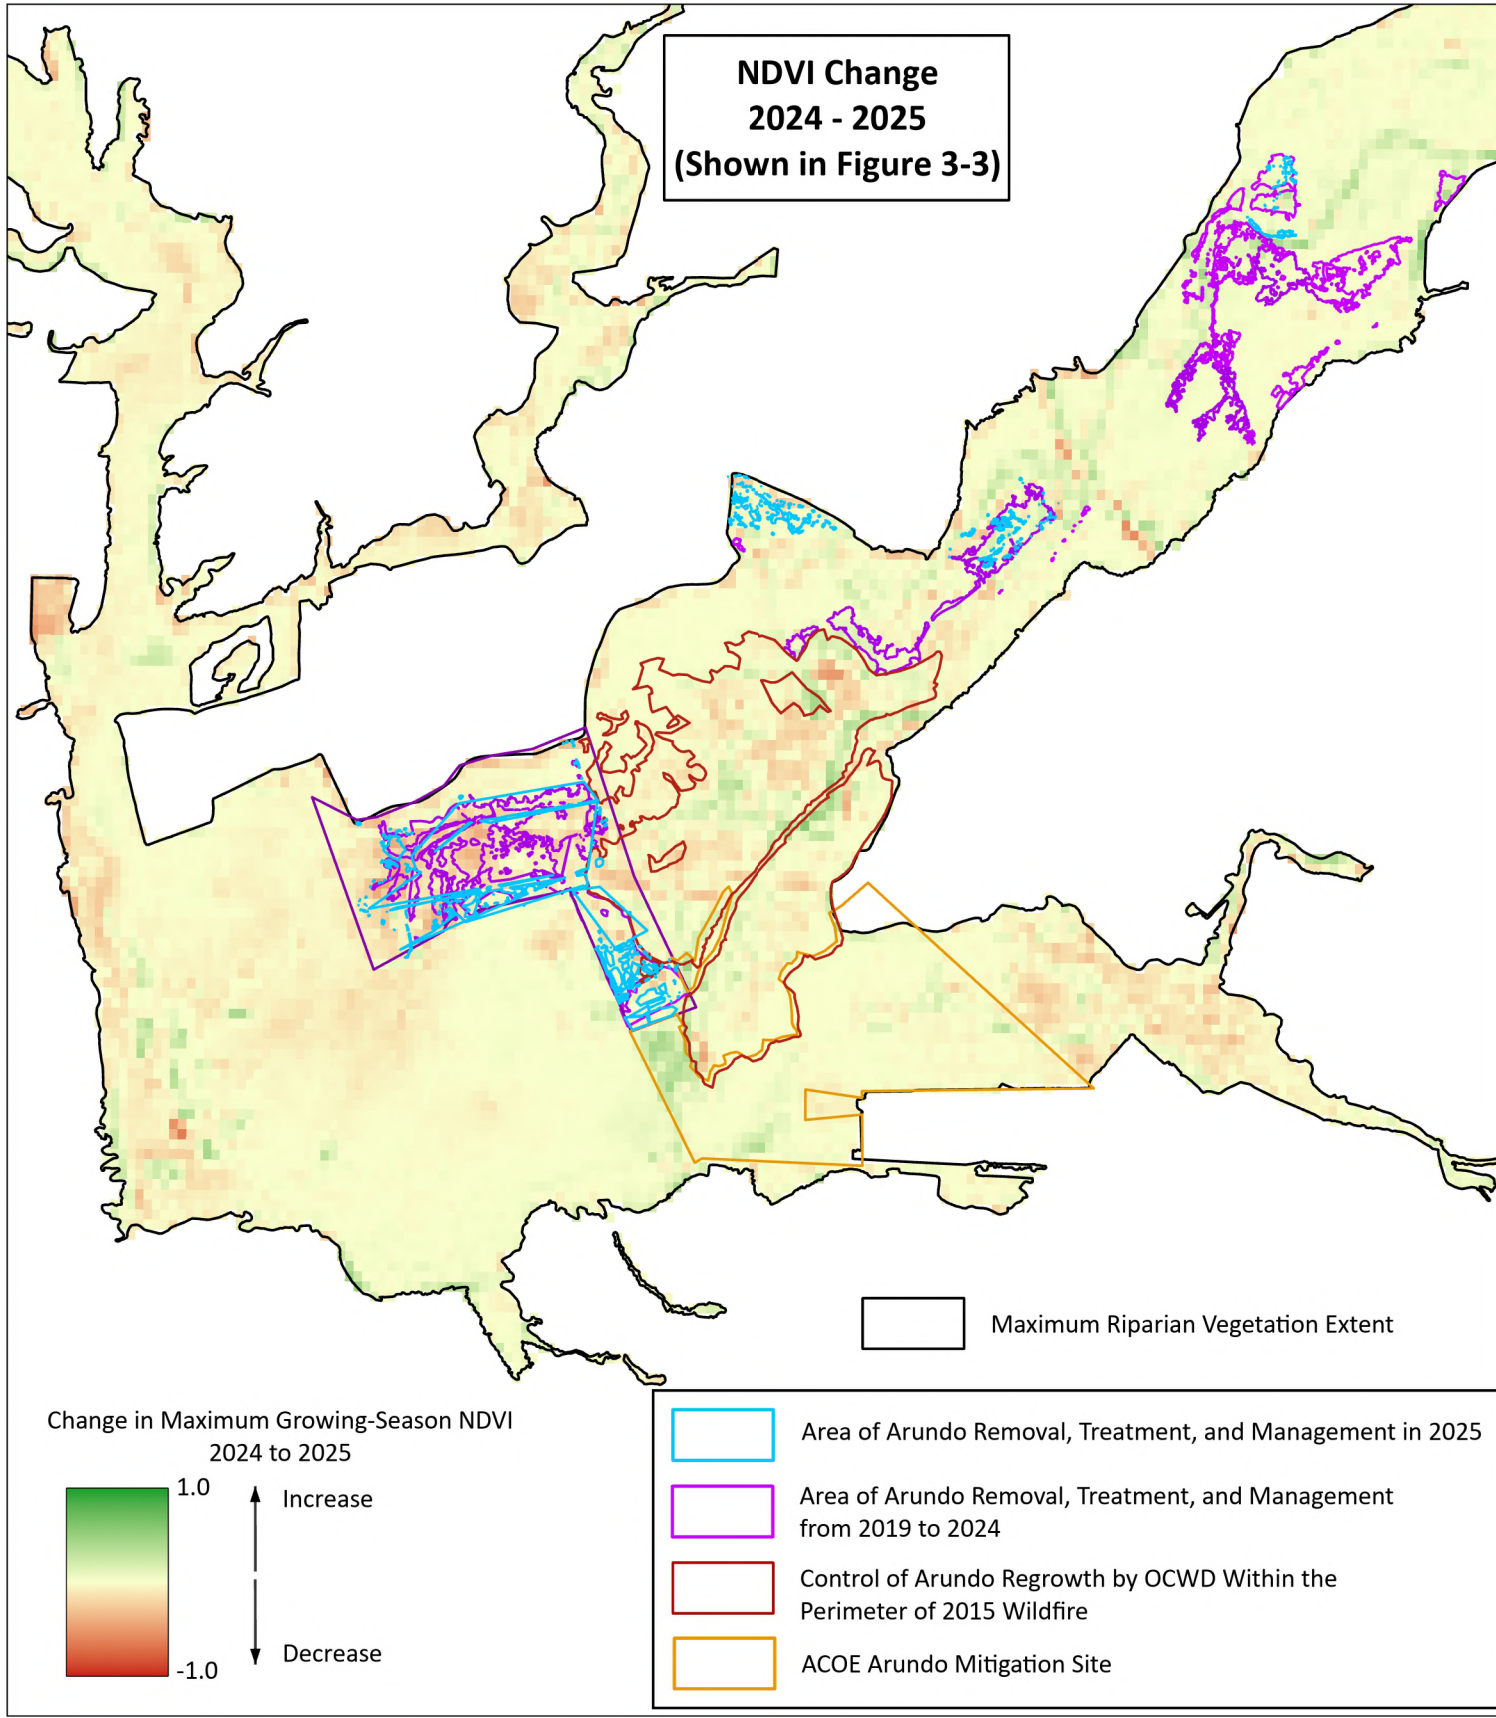 NDVI Change
2024 - 2025
(Shown in Figure 3-3)
Maximum Riparian Vegetation Extent
Change in Maximum Growing-Season NDVI
2024 to 2025
1.0
Increase
Decrease
-1.0
Area of Arundo Removal, Treatment, and Management in 2025
Area of Arundo Removal, Treatment, and Management
from 2019 to 2024
Control of Arundo Regrowth by OCWD Within the
Perimeter of 2015 Wildfire
ACOE Arundo Mitigation Site